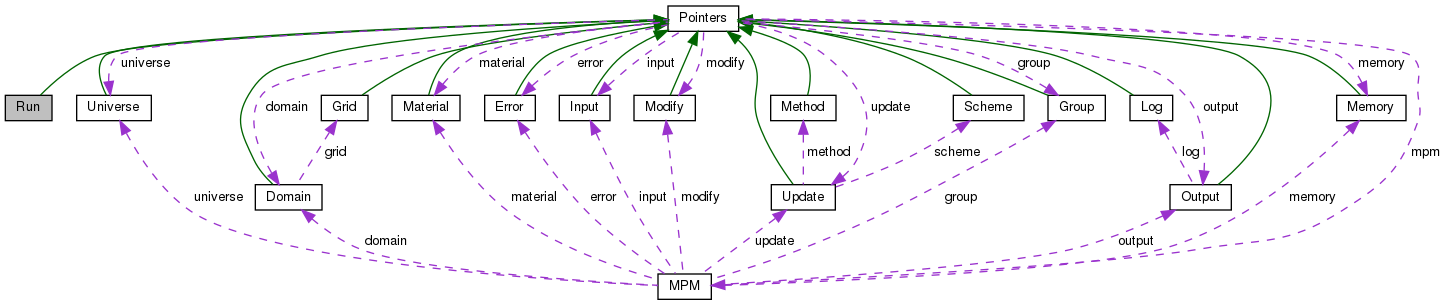 Pointers
universe material error input modify group memory
Run Universe domain Grid Material Error Input Modify Method update Scheme Group Log output Memory
grid method scheme log mpm
Domain Update Output
universe material error input modify group memory
domain update output
MPM